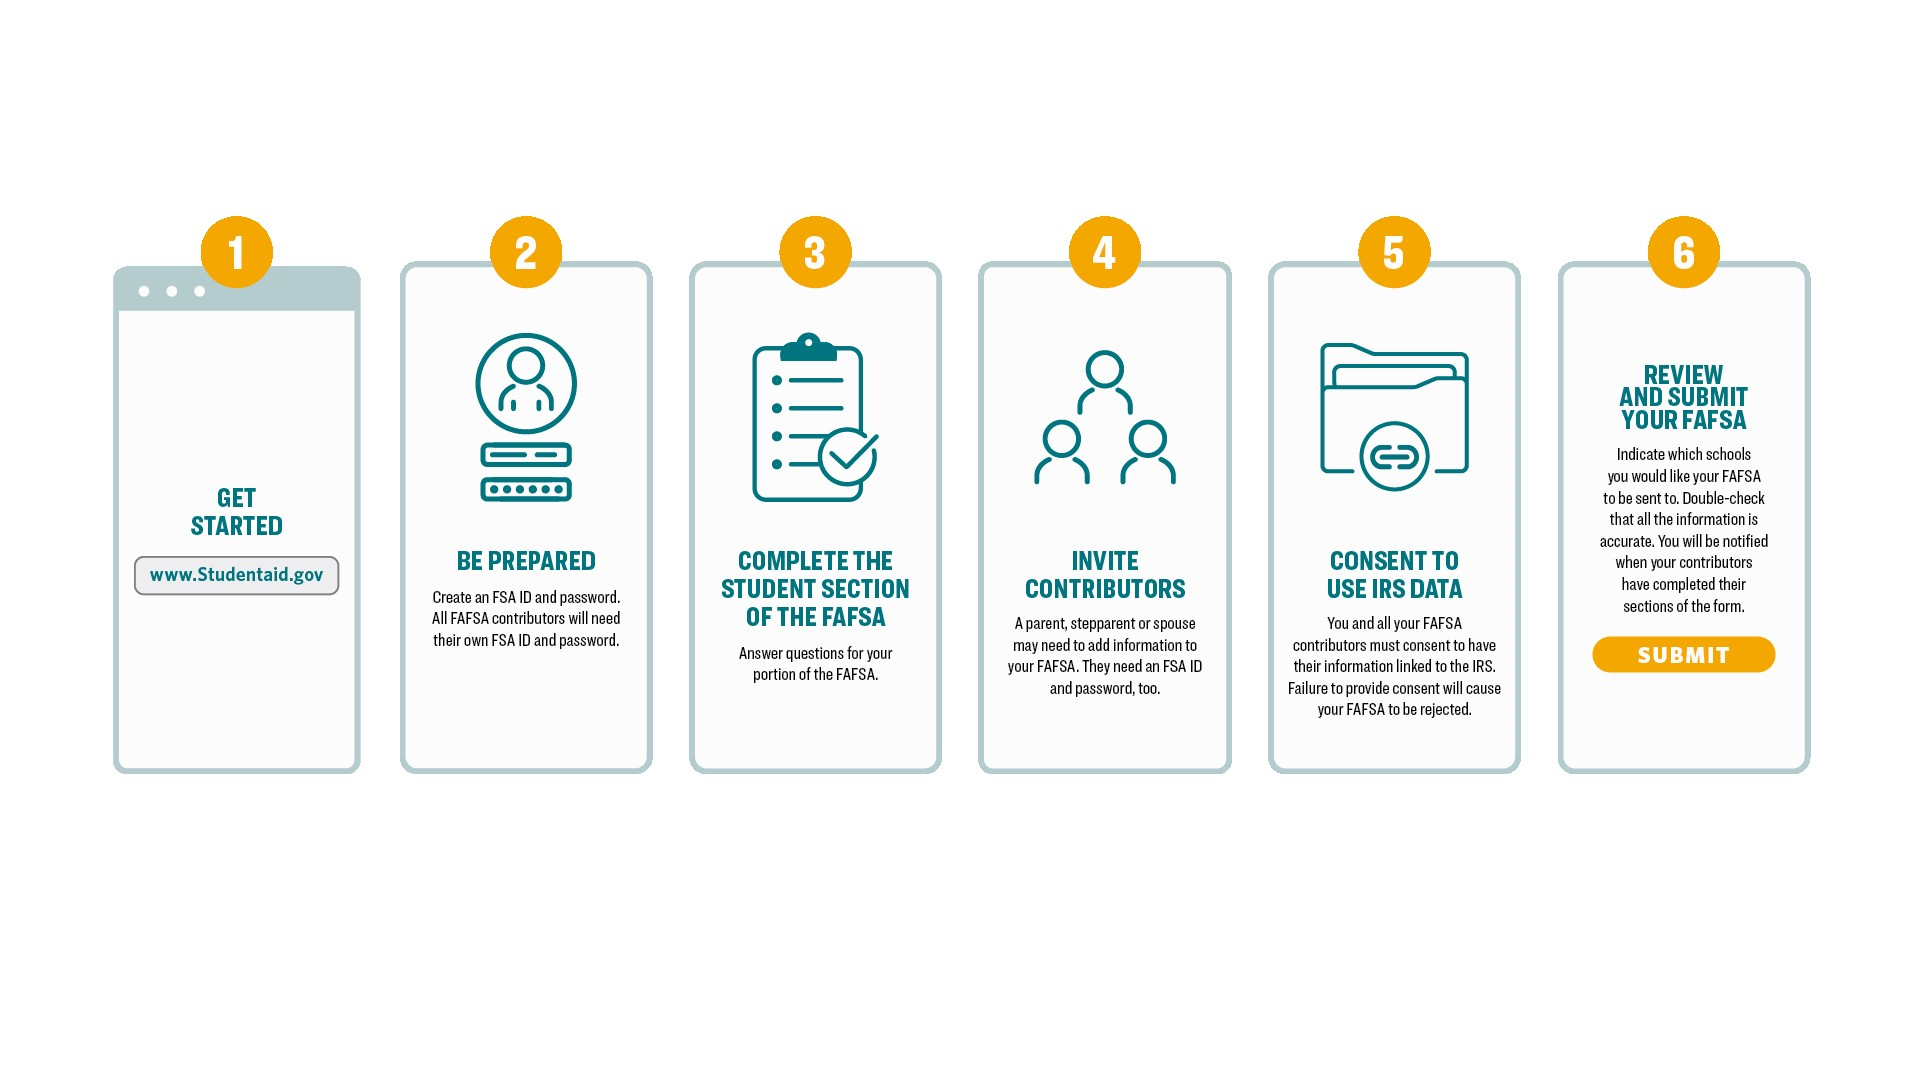 1
GET
STARTED
www.Studentaid.gov
2
BE PREPARED
Create an FSA ID and password.
All FAFSA contributors will need
their own FSA ID and password.
3
COMPLETE THE
STUDENT SECTION
OF THE FAFSA
Answer questions for your
portion of the FAFSA.
4
INVITE
CONTRIBUTORS
A parent, stepparent or spouse
may need to add information to
your FAFSA. They need an FSA ID
and password, too.
5
CONSENT TO
USE IRS DATA
You and all your FAFSA
contributors must consent to have
their information linked to the IRS.
Failure to provide consent will cause
your FAFSA to be rejected.
6
REVIEW
AND SUBMIT
YOUR FAFSA
Indicate which schools
you would like your FAFSA
to be sent to. Double-check
that all the information is
accurate. You will be notified
when your contributors
have completed their
sections of the form.
SUBMIT